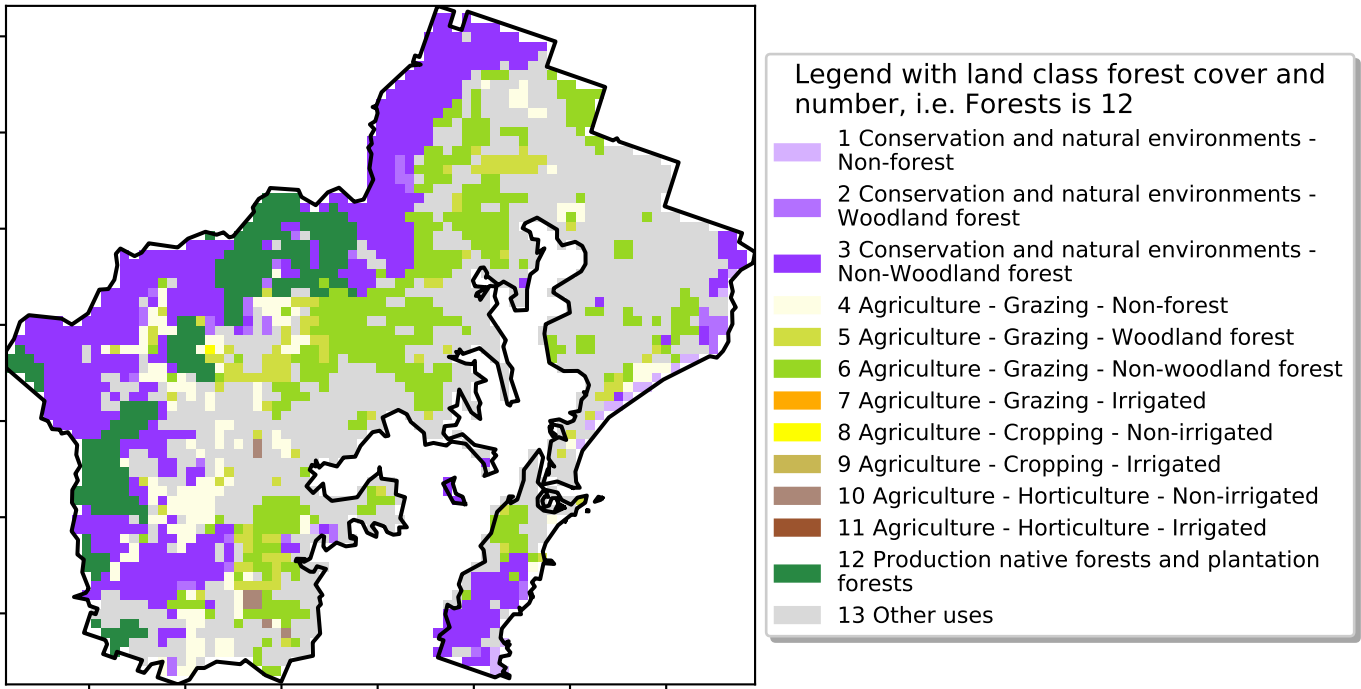 Legend with land class forest cover and
number, i.e. Forests is 12
1 Conservation and natural environments -
Non-forest
2 Conservation and natural environments -
Woodland forest
3 Conservation and natural environments -
Non-Woodland forest
4 Agriculture - Grazing - Non-forest
5 Agriculture - Grazing - Woodland forest
6 Agriculture - Grazing - Non-woodland forest
7 Agriculture - Grazing - Irrigated
8 Agriculture - Cropping - Non-irrigated
9 Agriculture - Cropping - Irrigated
10 Agriculture - Horticulture - Non-irrigated
11 Agriculture - Horticulture - Irrigated
12 Production native forests and plantation
forests
13 Other uses